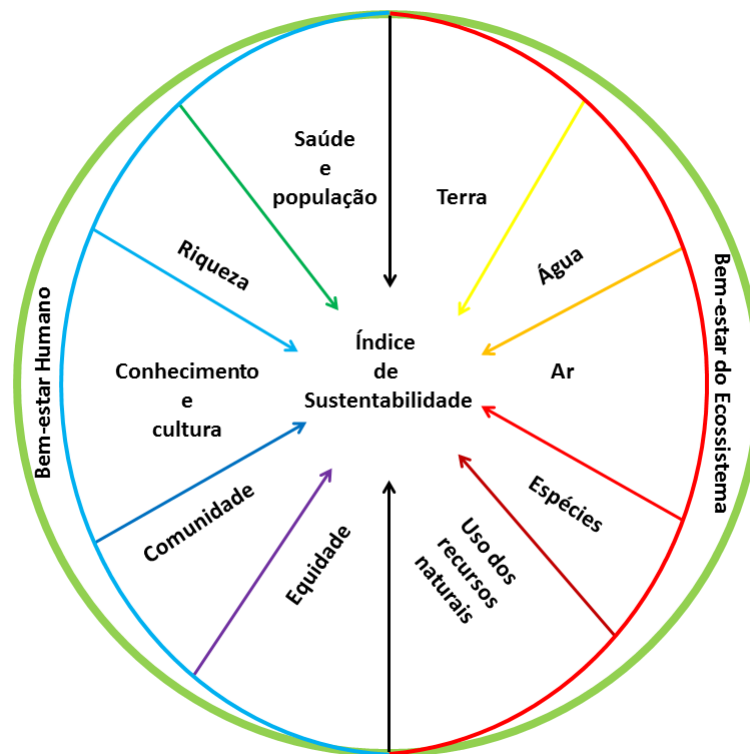 Saúde
e
população
Terra
Riqueza
Água
Bem-estar Humano
Bem-estar do Ecossistema
Índice
de
Sustentabilidade
Conhecimento
e
cultura
Ar
Comunidade
Espécies
Equidade
Uso dos
recursos
naturais